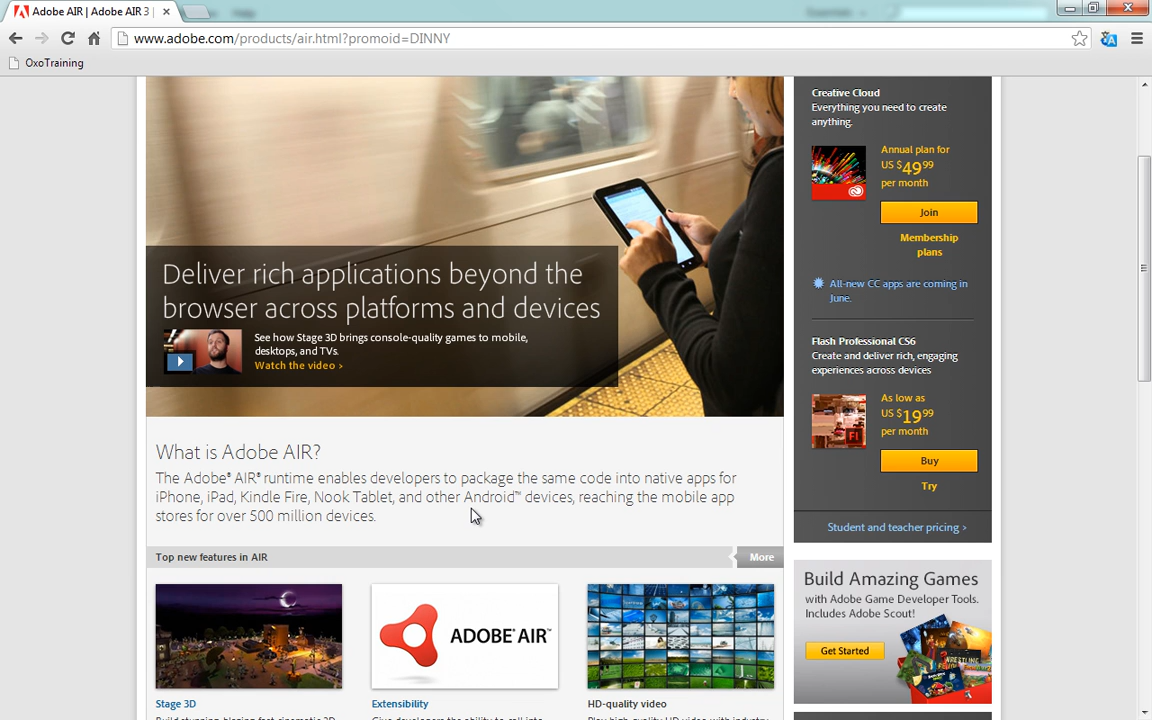 Adobe AIR | Adobe AIR 3 |
www.adobe.com/products/air.html?promoid=DINNY
OxoTraining
Deliver rich applications beyond the
browser across platforms and devices
See how Stage 3D brings console-quality games to mobile,
desktops, and TVs.
Watch the video ›
What is Adobe AIR?
The Adobe® AIR® runtime enables developers to package the same code into native apps for
iPhone, iPad, Kindle Fire, Nook Tablet, and other Android™ devices, reaching the mobile app
stores for over 500 million devices.
Top new features in AIR
More
ADOBE® AIR™
Stage 3D
Extensibility
HD-quality video
Creative Cloud
Everything you need to create
anything.
Annual plan for
US $49.99
per month
Join
Membership
plans
All-new CC apps are coming in
June.
Flash Professional CS6
Create and deliver rich, engaging
experiences across devices
Fl
As low as
US $19.99
per month
Buy
Try
Student and teacher pricing ›
Build Amazing Games
with Adobe Game Developer Tools.
Includes Adobe Scout!
Get Started